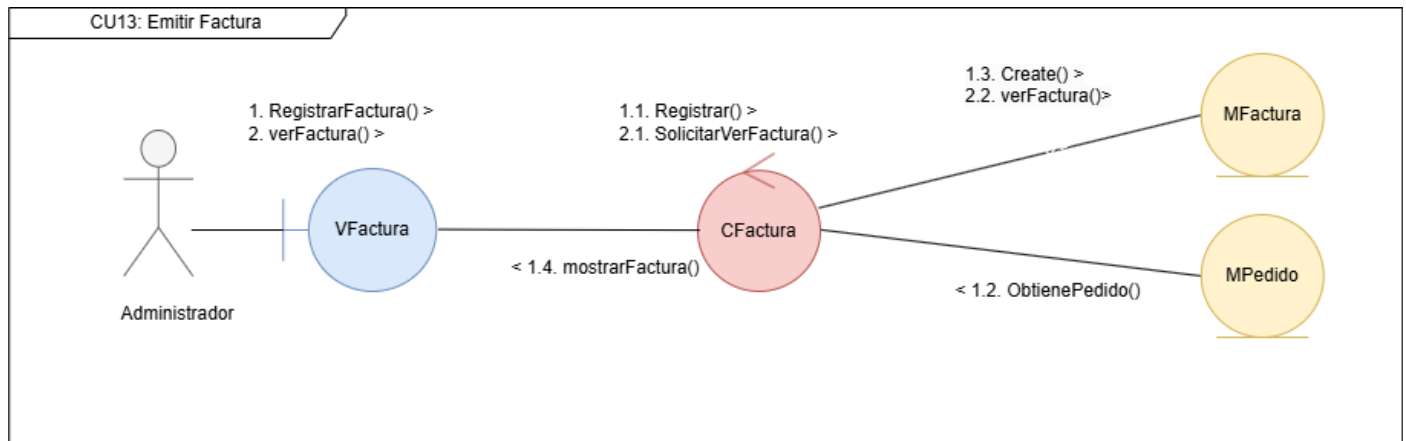 CU13: Emitir Factura
1. RegistrarFactura() >
2. verFactura() >
1.1. Registrar() >
2.1. SolicitarVerFactura() >
1.3. Create() >
2.2. verFactura()>
MFactura
VFactura
CFactura
< 1.4. mostrarFactura()
< 1.2. ObtienePedido()
MPedido
Administrador